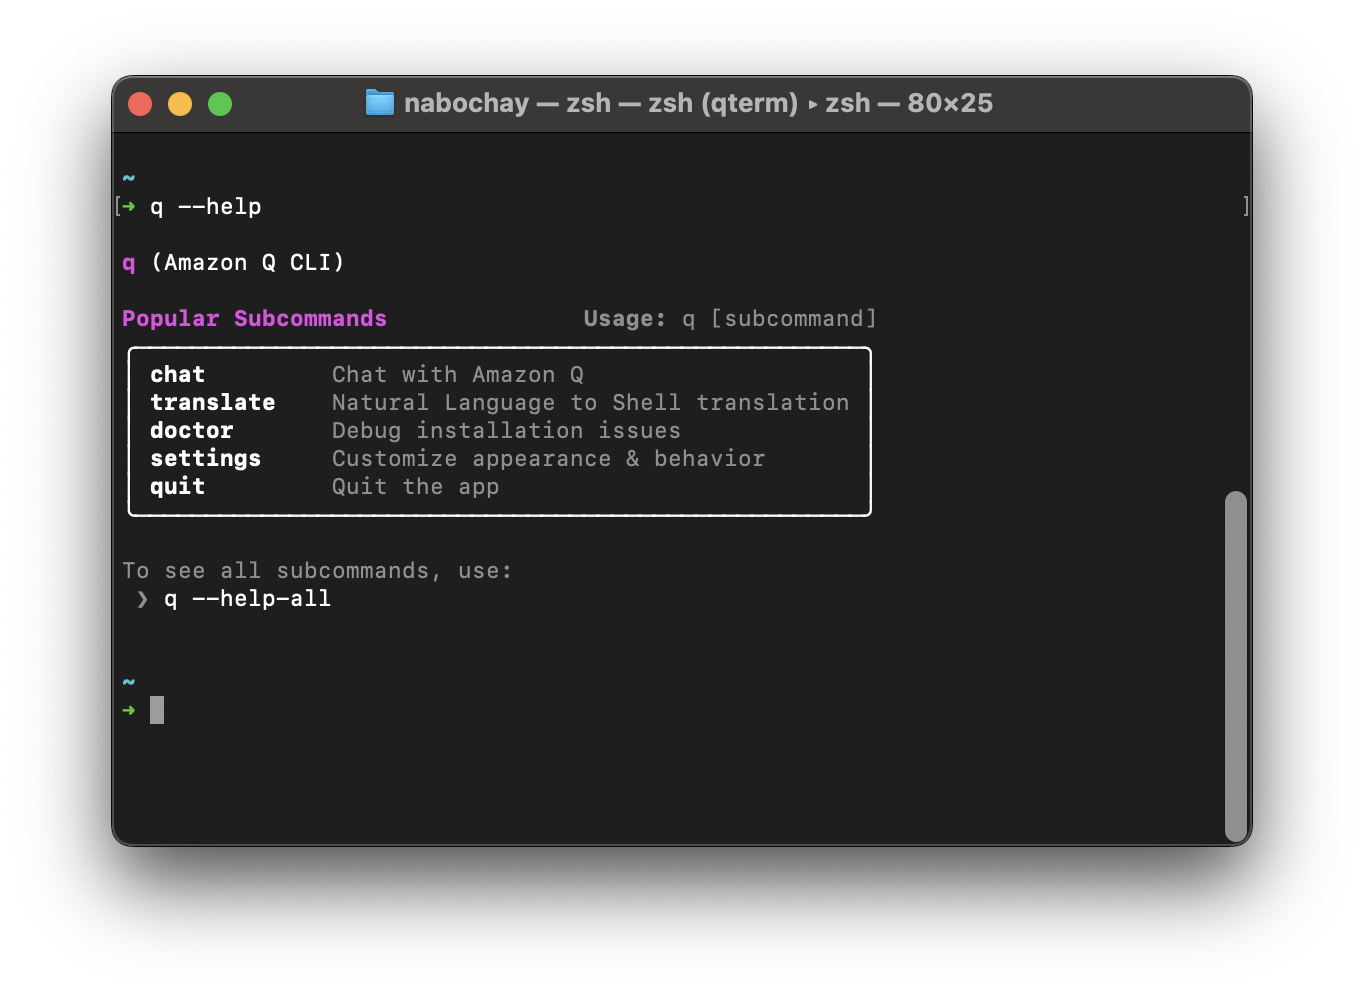 nabochay — zsh — zsh (qterm) ▸ zsh — 80×25
~
[➜ q --help ]
q (Amazon Q CLI)
Popular Subcommands Usage: q [subcommand]
chat Chat with Amazon Q
translate Natural Language to Shell translation
doctor Debug installation issues
settings Customize appearance & behavior
quit Quit the app
To see all subcommands, use:
❯ q --help-all
~
➜